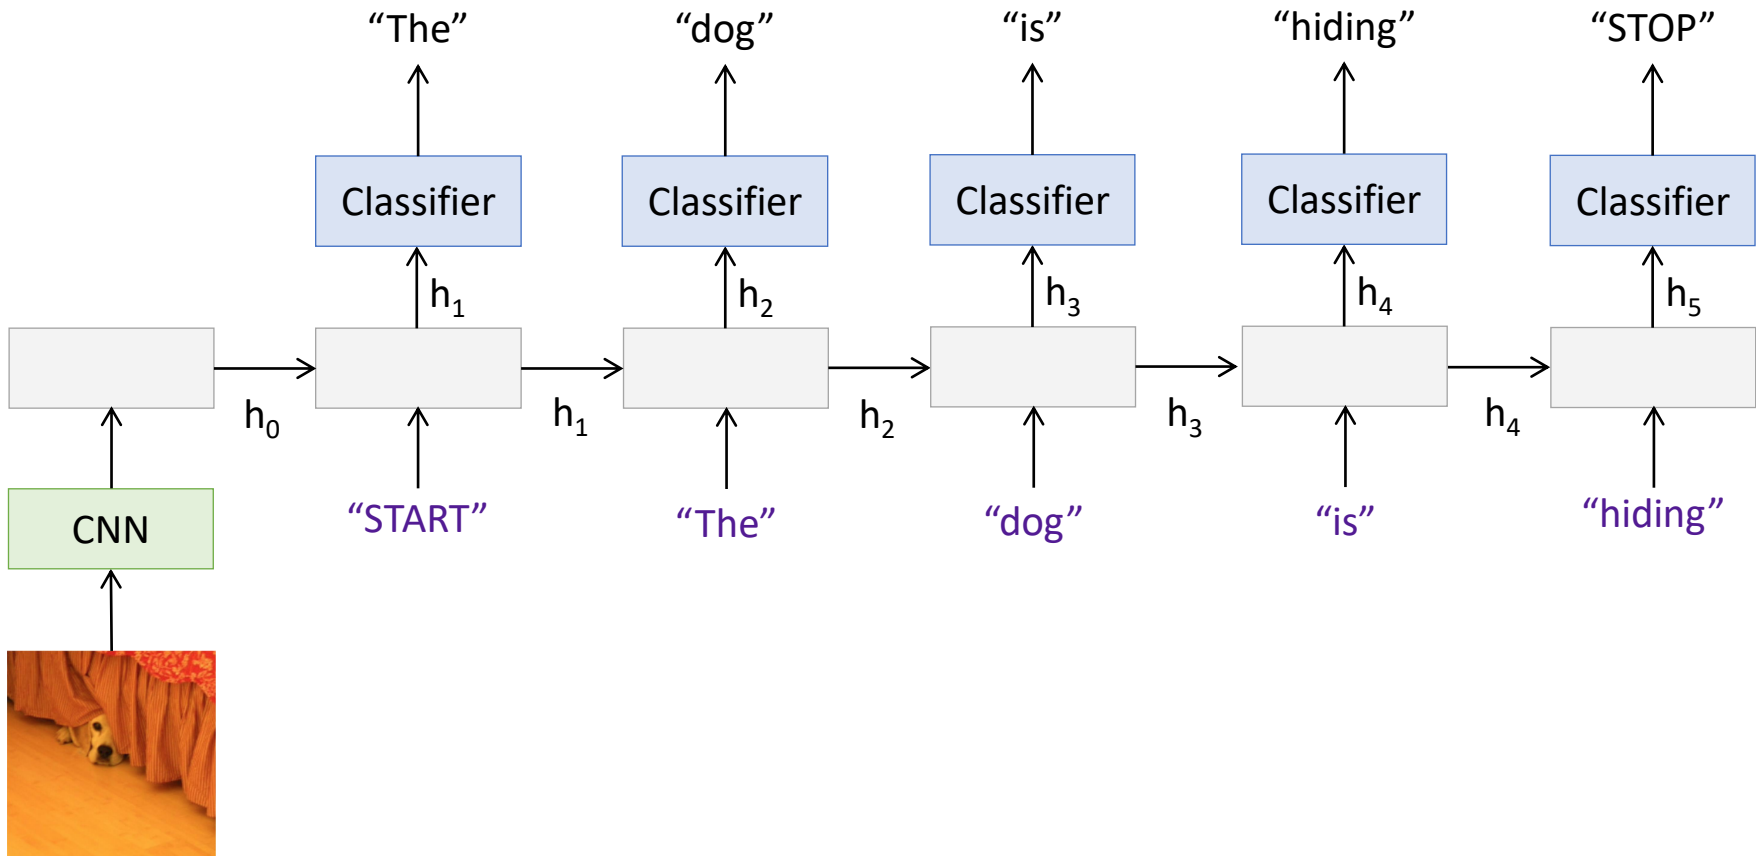 “The” “dog” “is” “hiding” “STOP”
Classifier Classifier Classifier Classifier Classifier
h₁ h₂ h₃ h₄ h₅
h₀ h₁ h₂ h₃ h₄
CNN “START” “The” “dog” “is” “hiding”